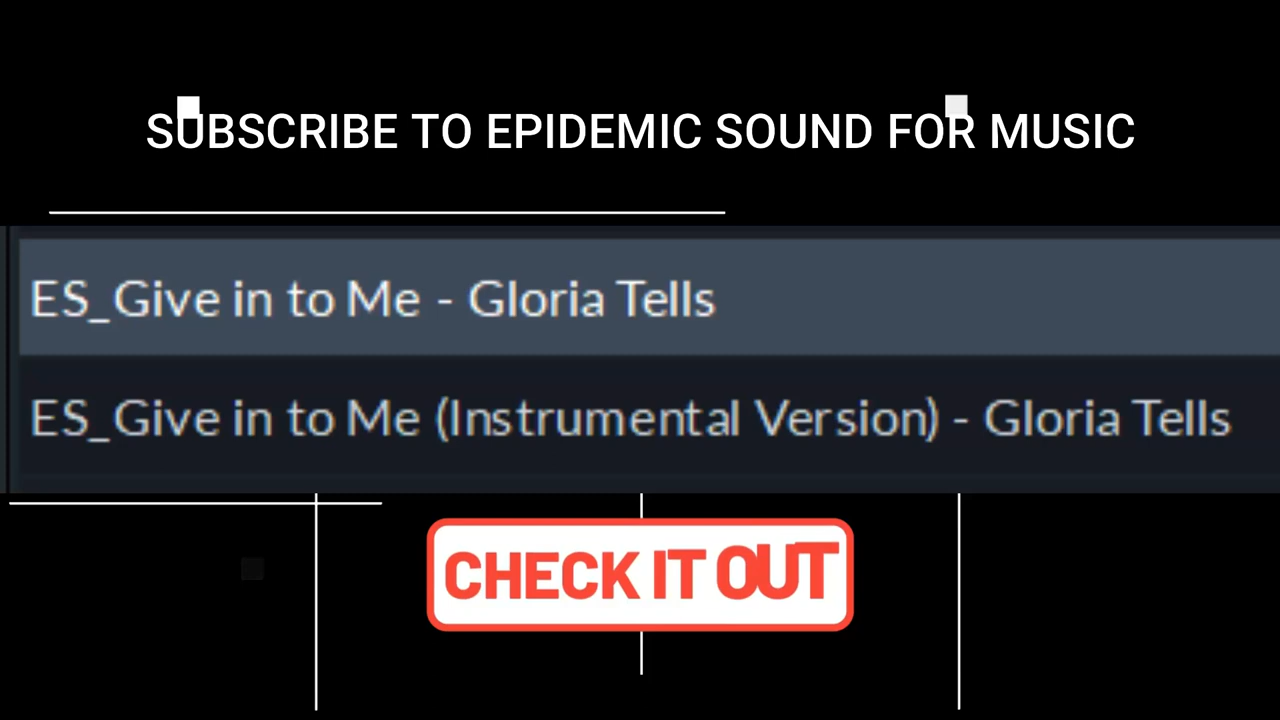 SUBSCRIBE TO EPIDEMIC SOUND FOR MUSIC
ES_Give in to Me - Gloria Tells
ES_Give in to Me (Instrumental Version) - Gloria Tells
CHECK IT OUT